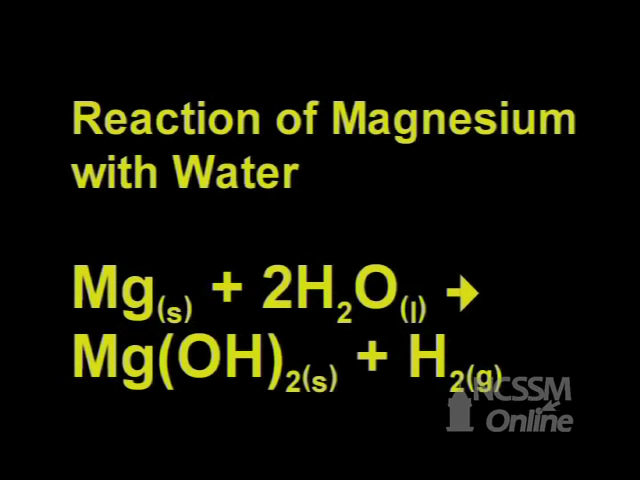 Reaction of Magnesium
with Water
Mg(s) + 2H₂O(l) →
Mg(OH)₂(s) + H₂(g)
NCSSM
Online